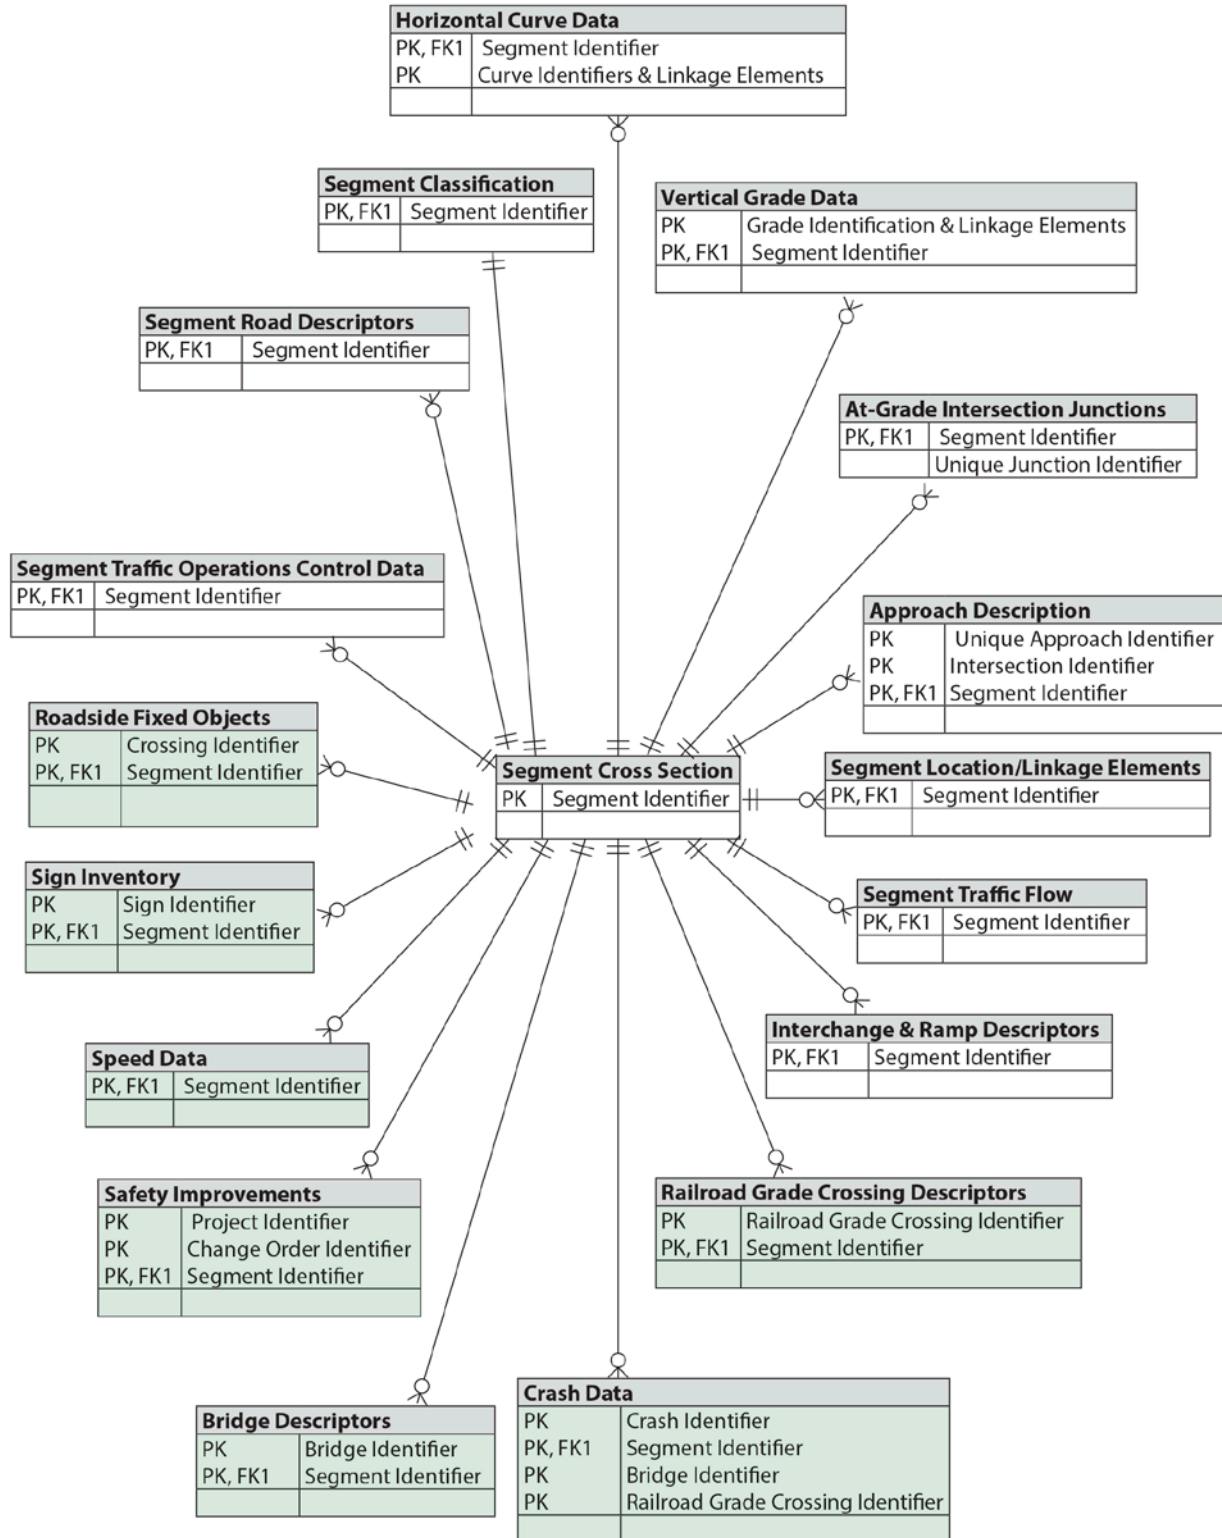 Horizontal Curve Data
PK, FK1 Segment Identifier
PK Curve Identifiers & Linkage Elements
Segment Classification
PK, FK1 Segment Identifier
Vertical Grade Data
PK Grade Identification & Linkage Elements
PK, FK1 Segment Identifier
Segment Road Descriptors
PK, FK1 Segment Identifier
At-Grade Intersection Junctions
PK, FK1 Segment Identifier
Unique Junction Identifier
Segment Traffic Operations Control Data
PK, FK1 Segment Identifier
Approach Description
PK Unique Approach Identifier
PK Intersection Identifier
PK, FK1 Segment Identifier
Roadside Fixed Objects
PK Crossing Identifier
PK, FK1 Segment Identifier
Segment Cross Section
PK Segment Identifier
Segment Location/Linkage Elements
PK, FK1 Segment Identifier
Sign Inventory
PK Sign Identifier
PK, FK1 Segment Identifier
Segment Traffic Flow
PK, FK1 Segment Identifier
Interchange & Ramp Descriptors
PK, FK1 Segment Identifier
Speed Data
PK, FK1 Segment Identifier
Safety Improvements
PK Project Identifier
PK Change Order Identifier
PK, FK1 Segment Identifier
Railroad Grade Crossing Descriptors
PK Railroad Grade Crossing Identifier
PK, FK1 Segment Identifier
Bridge Descriptors
PK Bridge Identifier
PK, FK1 Segment Identifier
Crash Data
PK Crash Identifier
PK, FK1 Segment Identifier
PK Bridge Identifier
PK Railroad Grade Crossing Identifier